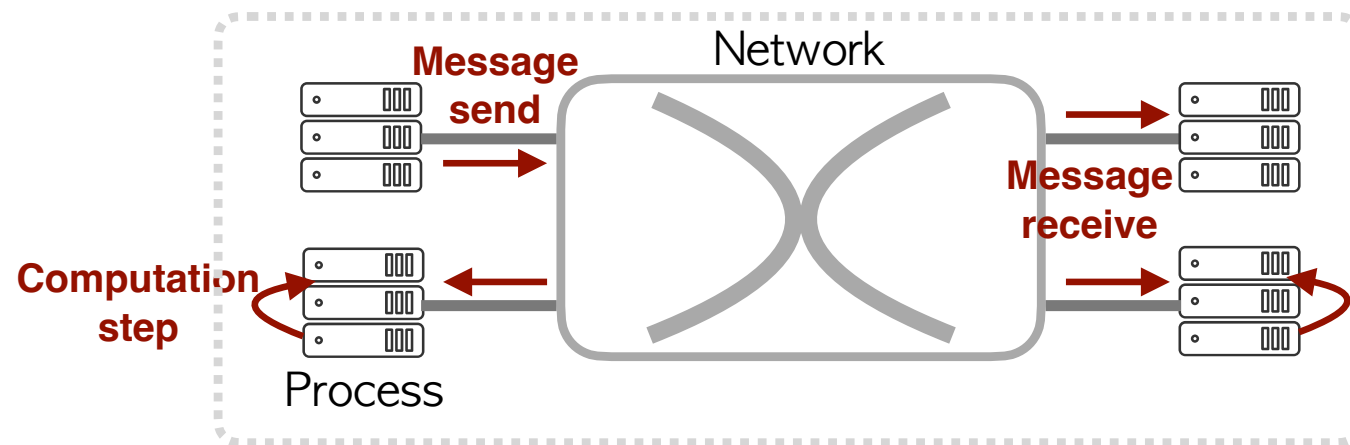 Network
Message
send
Message
receive
Computation
step
Process